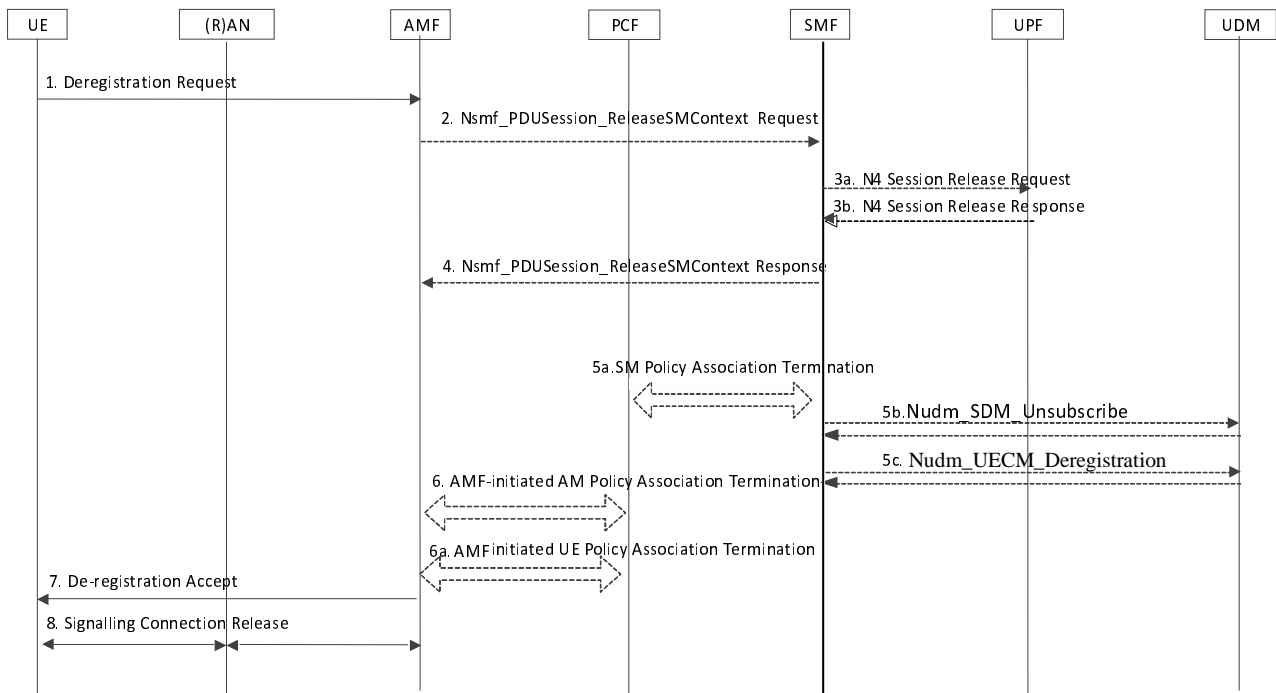 UE
(R)AN
AMF
PCF
SMF
UPF
UDM
1. Deregistration Request
2. Nsmf_PDUSession_ReleaseSMContext Request
3a. N4 Session Release Request
3b. N4 Session Release Response
4. Nsmf_PDUSession_ReleaseSMContext Response
5a.SM Policy Association Termination
5b.Nudm_SDM_Unsubscribe
5c. Nudm_UECM_Deregistration
6. AMF-initiated AM Policy Association Termination
6a. AMF initiated UE Policy Association Termination
7. De-registration Accept
8. Signalling Connection Release